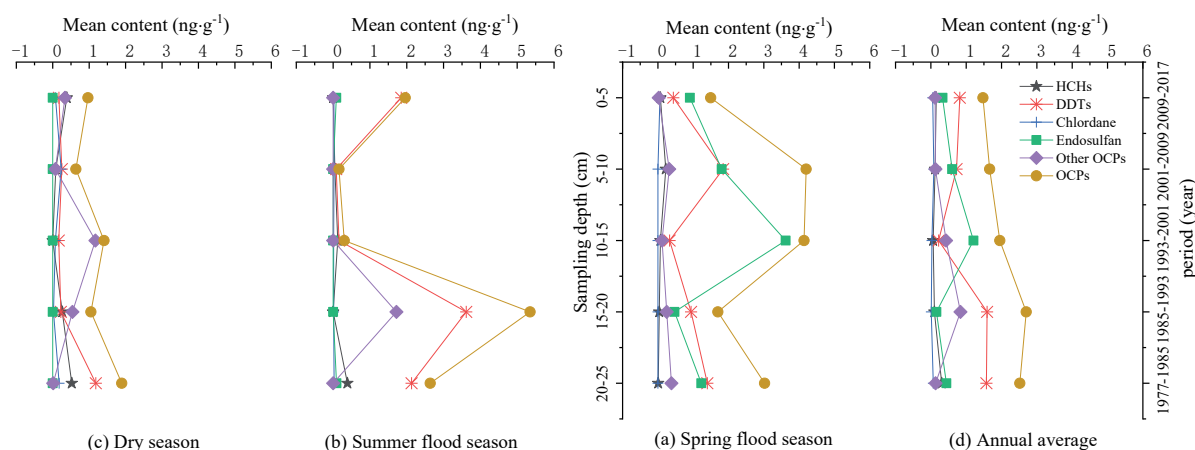 Mean content (ng·g⁻¹)
Mean content (ng·g⁻¹)
Mean content (ng·g⁻¹)
Mean content (ng·g⁻¹)
-1 0 1 2 3 4 5 6
-1 0 1 2 3 4 5 6
-1 0 1 2 3 4 5 6
-1 0 1 2 3 4 5 6
Sampling depth (cm)
0-5
5-10
10-15
15-20
20-25
HCHs
DDTs
Chlordane
Endosulfan
Other OCPs
OCPs
2009-2017
2001-2009
1993-2001
1985-1993
1977-1985
period (year)
(c) Dry season
(b) Summer flood season
(a) Spring flood season
(d) Annual average